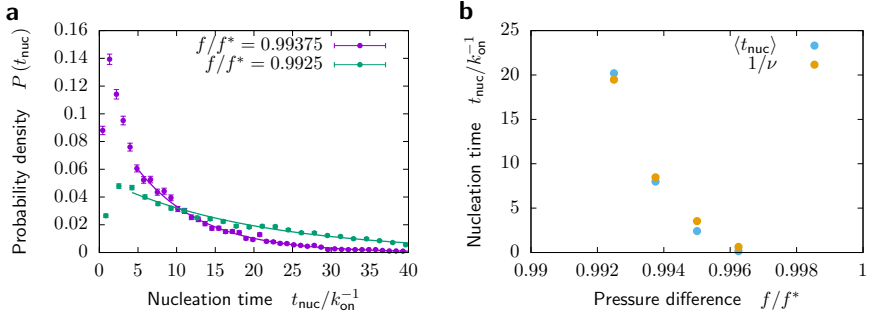 a
Probability density P(t_nuc)
0.16
0.14
0.12
0.1
0.08
0.06
0.04
0.02
0
f/f* = 0.99375
f/f* = 0.9925
0 5 10 15 20 25 30 35 40
Nucleation time t_nuc/k_on^-1
b
Nucleation time t_nuc/k_on^-1
25
20
15
10
5
0
⟨t_nuc⟩
1/ν
0.99 0.992 0.994 0.996 0.998 1
Pressure difference f/f*